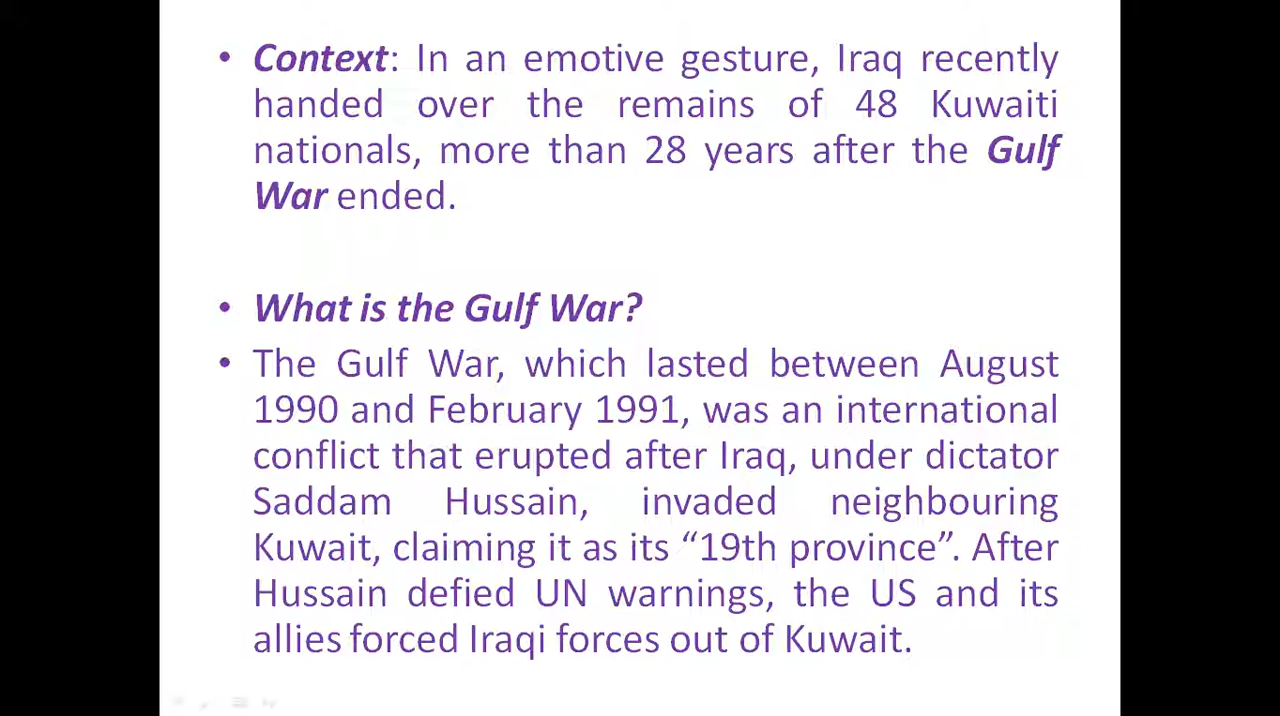 • Context: In an emotive gesture, Iraq recently
handed over the remains of 48 Kuwaiti
nationals, more than 28 years after the Gulf
War ended.
• What is the Gulf War?
• The Gulf War, which lasted between August
1990 and February 1991, was an international
conflict that erupted after Iraq, under dictator
Saddam Hussain, invaded neighbouring
Kuwait, claiming it as its “19th province”. After
Hussain defied UN warnings, the US and its
allies forced Iraqi forces out of Kuwait.